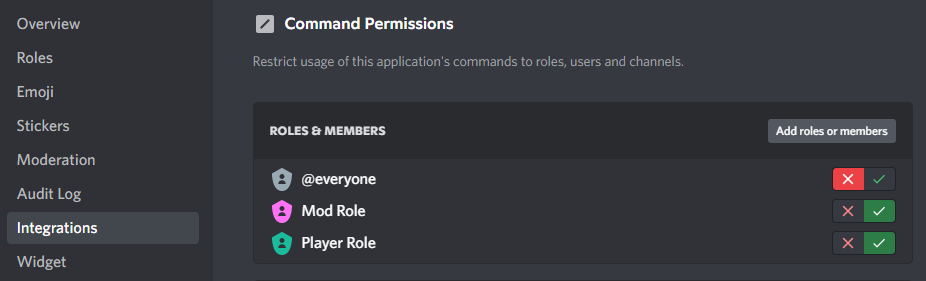 Overview
Roles
Emoji
Stickers
Moderation
Audit Log
Integrations
Widget
Command Permissions
Restrict usage of this application's commands to roles, users and channels.
ROLES & MEMBERS
Add roles or members
@everyone
Mod Role
Player Role